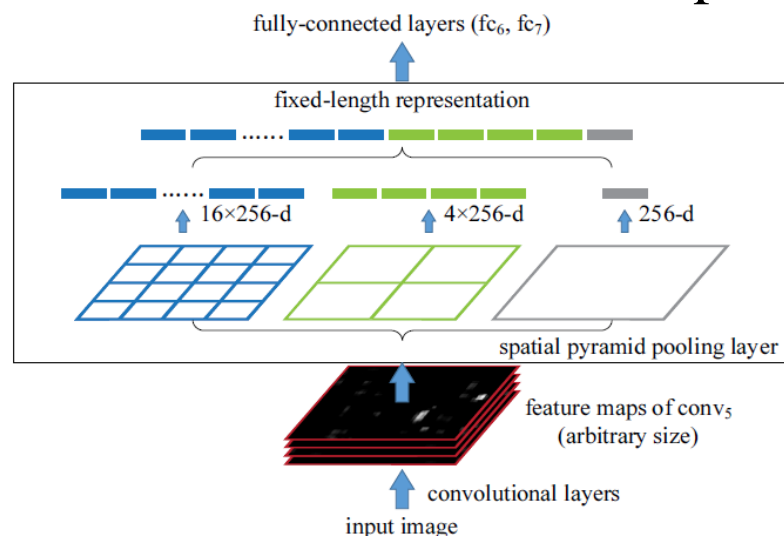 fully-connected layers (fc₆, fc₇)
fixed-length representation
......
......
16×256-d
4×256-d
256-d
spatial pyramid pooling layer
feature maps of conv₅
(arbitrary size)
convolutional layers
input image